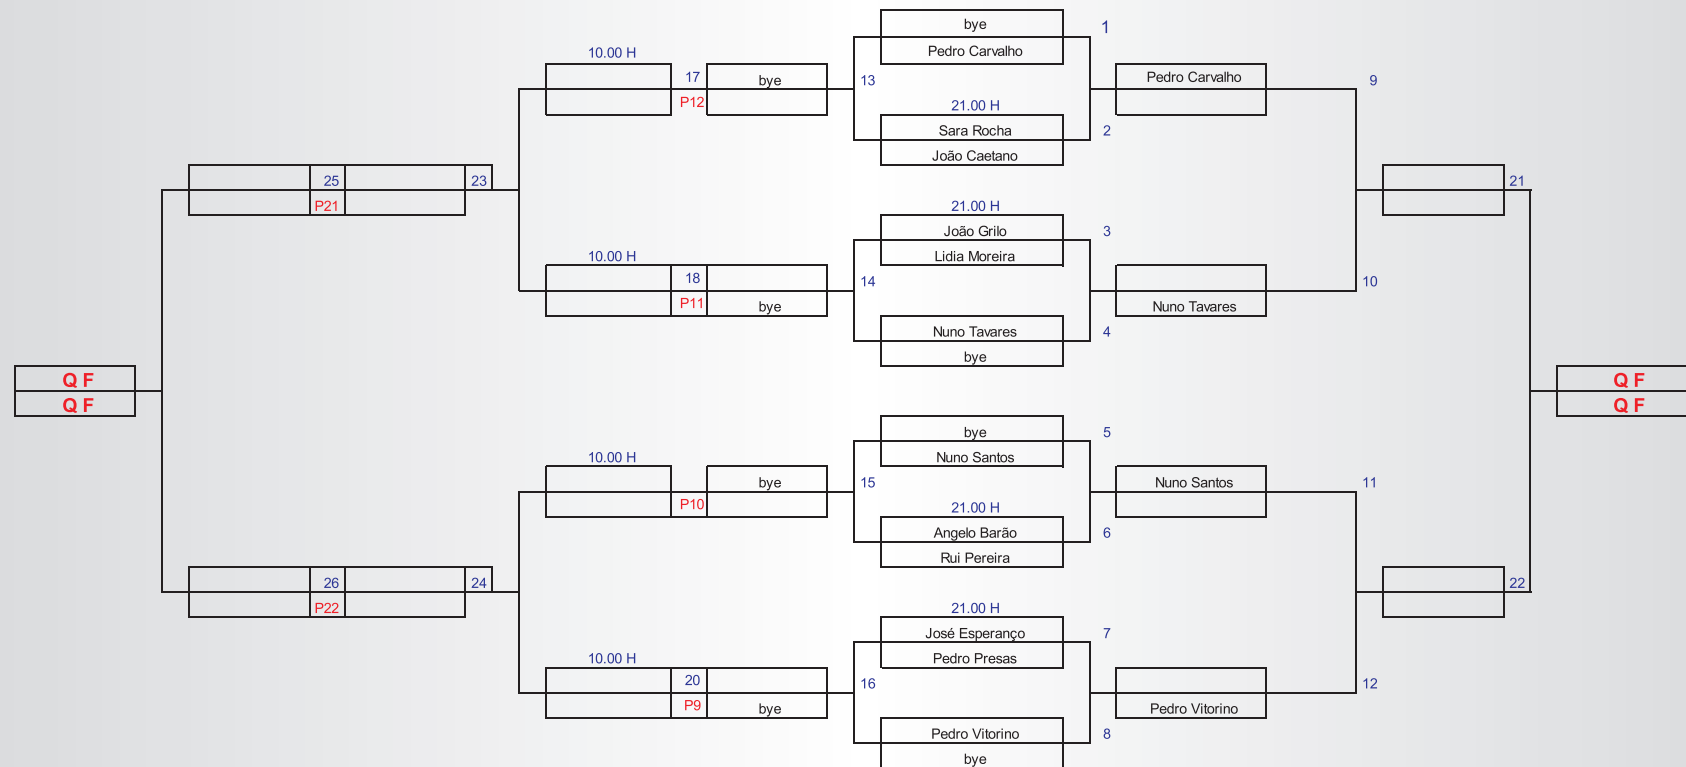 bye
1
10.00 H
Pedro Carvalho
17
bye
13
Pedro Carvalho
9
P12
21.00 H
Sara Rocha
2
João Caetano
25
23
21
P21
21.00 H
João Grilo
3
10.00 H
Lidia Moreira
18
14
10
P11
bye
Nuno Tavares
Nuno Tavares
4
bye
Q F
Q F
Q F
Q F
bye
5
10.00 H
Nuno Santos
bye
15
Nuno Santos
11
P10
21.00 H
Angelo Barão
6
Rui Pereira
26
24
22
P22
21.00 H
José Esperanço
7
10.00 H
Pedro Presas
20
16
12
P9
bye
Pedro Vitorino
Pedro Vitorino
8
bye